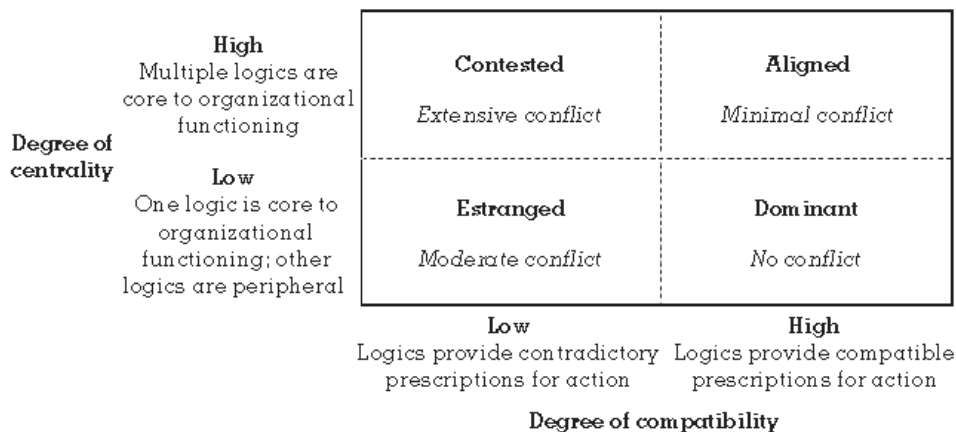 High
Multiple logics are
core to organizational
functioning
Contested
Extensive conflict
Aligned
Minimal conflict
Degree of
centrality
Low
One logic is core to
organizational
functioning; other
logics are peripheral
Estranged
Moderate conflict
Dominant
No conflict
Low
Logics provide contradictory
prescriptions for action
High
Logics provide compatible
prescriptions for action
Degree of compatibility